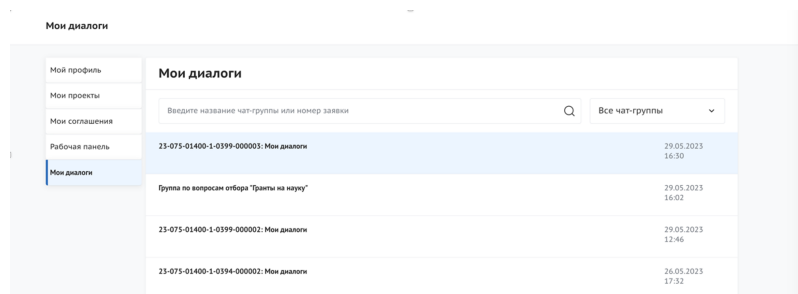 Мои диалоги
Мой профиль
Мои проекты
Мои соглашения
Рабочая панель
Мои диалоги
Мои диалоги
Введите название чат-группы или номер заявки
Все чат-группы
23-075-01400-1-0399-000003: Мои диалоги
29.05.2023
16:30
Группа по вопросам отбора "Гранты на науку"
29.05.2023
16:02
23-075-01400-1-0399-000002: Мои диалоги
29.05.2023
12:46
23-075-01400-1-0394-000002: Мои диалоги
26.05.2023
17:32